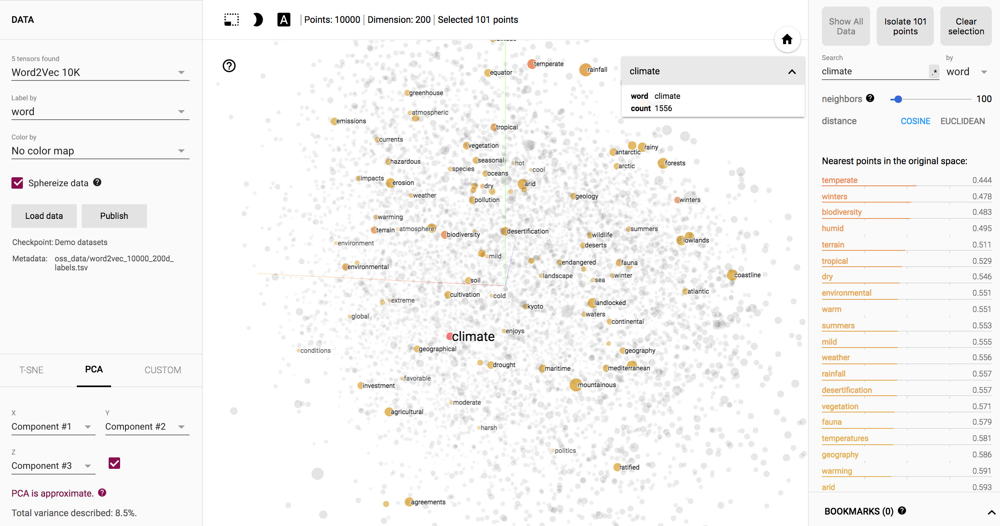 DATA
5 tensors found
Word2Vec 10K
Label by
word
Color by
No color map
Sphereize data
Load data
Publish
Checkpoint: Demo datasets
Metadata: oss_data/word2vec_10000_200d_
labels.tsv
T-SNE
PCA
CUSTOM
X
Component #1
Y
Component #2
Z
Component #3
PCA is approximate.
Total variance described: 8.5%.
A
Points: 10000
Dimension: 200
Selected 101 points
latitude
temperate
rainfall
equator
greenhouse
atmospheric
emissions
tropical
currents
vegetation
rainy
antarctic
hazardous
seasonal
hot
forests
species
cool
arctic
oceans
impacts
erosion
dry
arid
weather
geology
pollution
winters
warming
terrain
atmosphere
biodiversity
desertification
summers
wildlife
lowlands
environment
deserts
mild
endangered
fauna
environmental
landscape
winter
coastline
soil
sea
atlantic
cultivation
cold
extreme
landlocked
kyoto
global
waters
continental
enjoys
climate
geographical
conditions
geography
drought
maritime
mediterranean
favorable
investment
mountainous
moderate
agricultural
harsh
politics
ratified
agreements
climate
word climate
humid
count 1556
Show All
Data
Isolate 101
points
Clear
selection
Search
climate
.*
by
word
neighbors
100
distance
COSINE
EUCLIDEAN
Nearest points in the original space:
temperate 0.444
winters 0.478
biodiversity 0.483
humid 0.495
terrain 0.511
tropical 0.529
dry 0.546
environmental 0.551
warm 0.551
summers 0.553
mild 0.555
weather 0.556
rainfall 0.557
desertification 0.557
vegetation 0.571
fauna 0.579
temperatures 0.581
geography 0.586
warming 0.591
arid 0.593
BOOKMARKS (0)